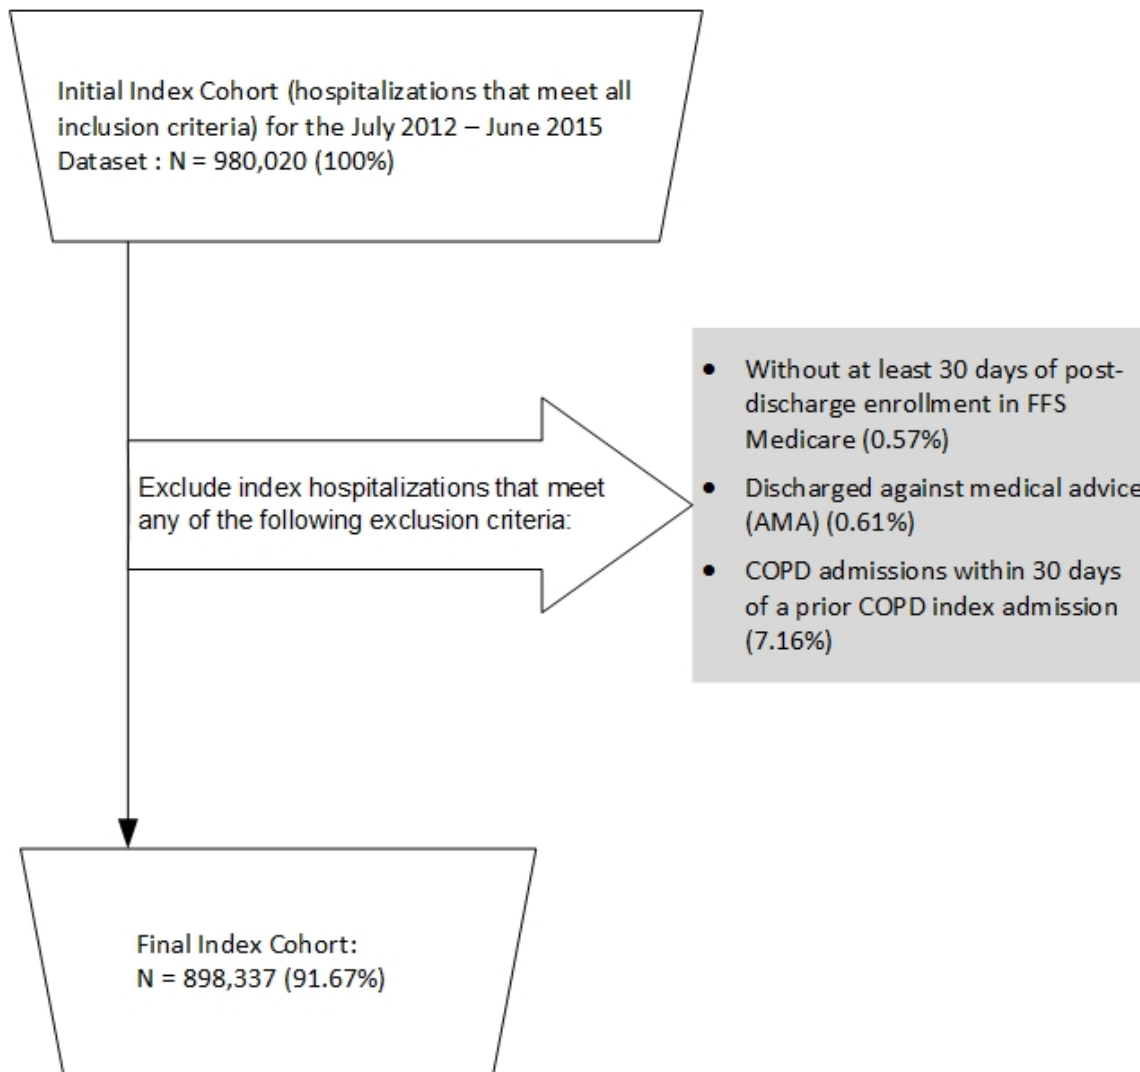 Initial Index Cohort (hospitalizations that meet all
inclusion criteria) for the July 2012 – June 2015
Dataset : N = 980,020 (100%)
Exclude index hospitalizations that meet
any of the following exclusion criteria:
• Without at least 30 days of post-
discharge enrollment in FFS
Medicare (0.57%)
• Discharged against medical advice
(AMA) (0.61%)
• COPD admissions within 30 days
of a prior COPD index admission
(7.16%)
Final Index Cohort:
N = 898,337 (91.67%)